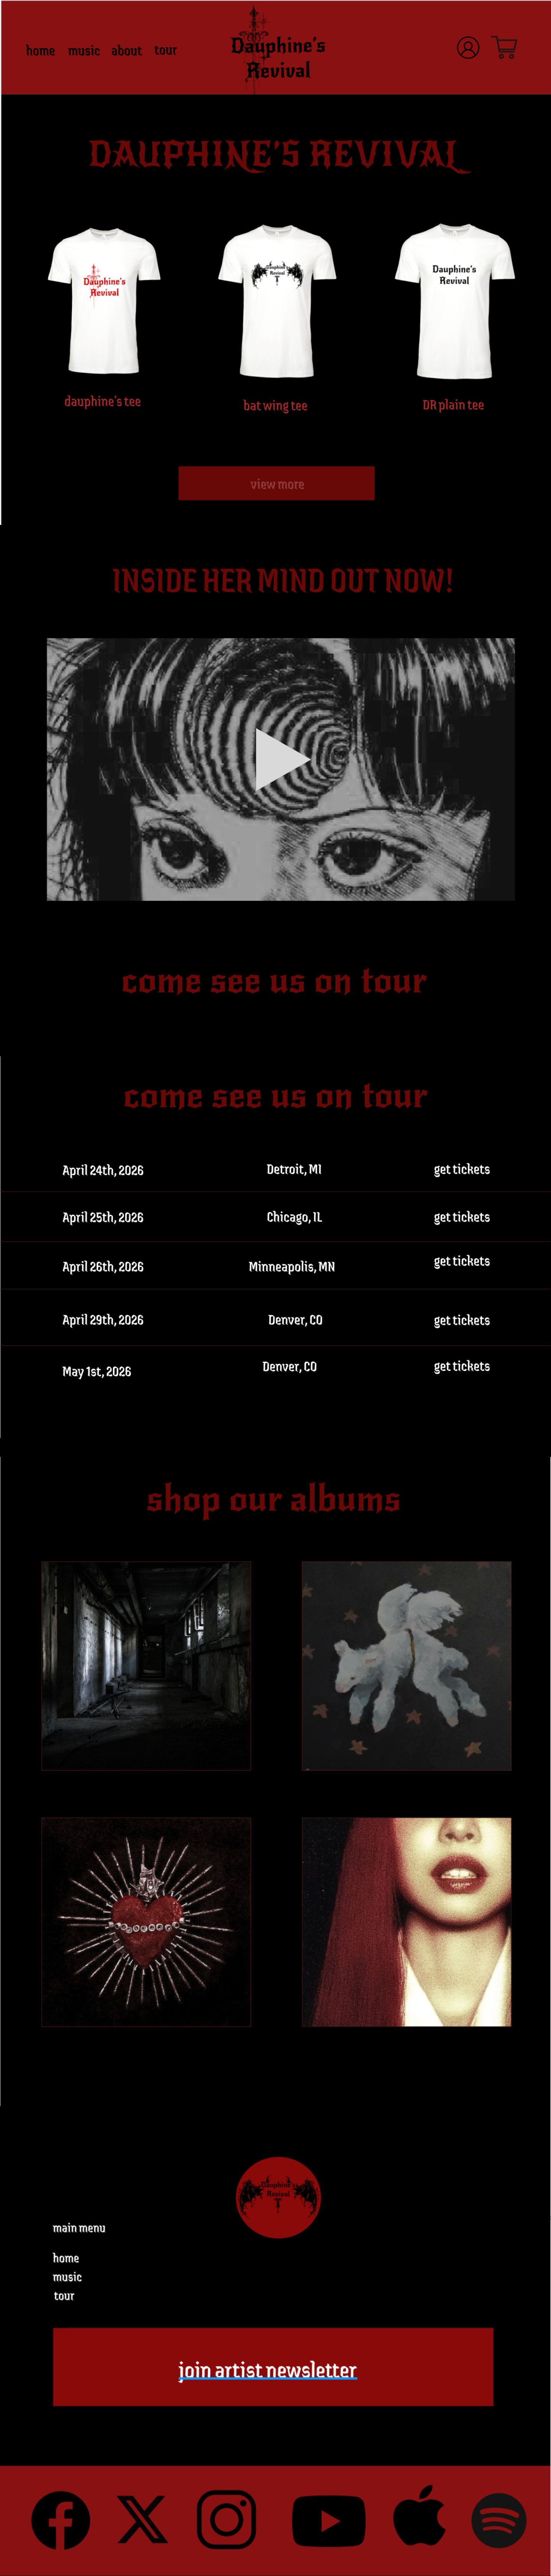 home music about tour
Dauphine's
Revival
DAUPHINE'S REVIVAL
Dauphine's
Revival
Dauphine's
Revival
Dauphine's
Revival
dauphine's tee
bat wing tee
DR plain tee
view more
INSIDE HER MIND OUT NOW!
come see us on tour
come see us on tour
April 24th, 2026 Detroit, MI get tickets
April 25th, 2026 Chicago, IL get tickets
April 26th, 2026 Minneapolis, MN get tickets
April 29th, 2026 Denver, CO get tickets
May 1st, 2026 Denver, CO get tickets
shop our albums
Dauphine's
Revival
main menu
home
music
tour
join artist newsletter